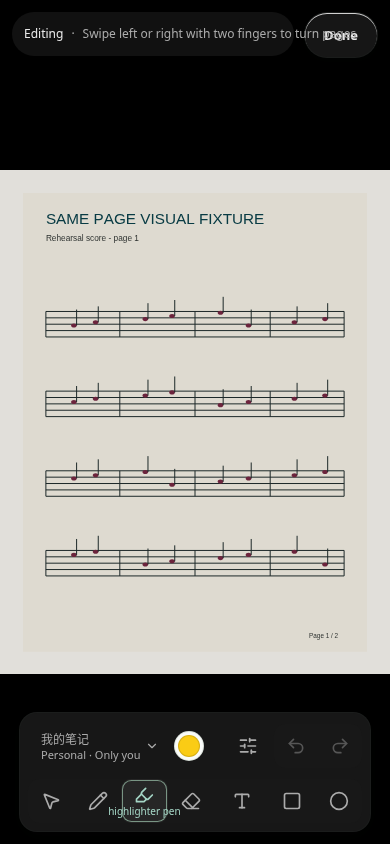 Editing · Swipe left or right with two fingers to turn pages
Done
SAME PAGE VISUAL FIXTURE
Rehearsal score - page 1
Page 1 / 2
我的笔记
Personal · Only you
highlighter pen
T